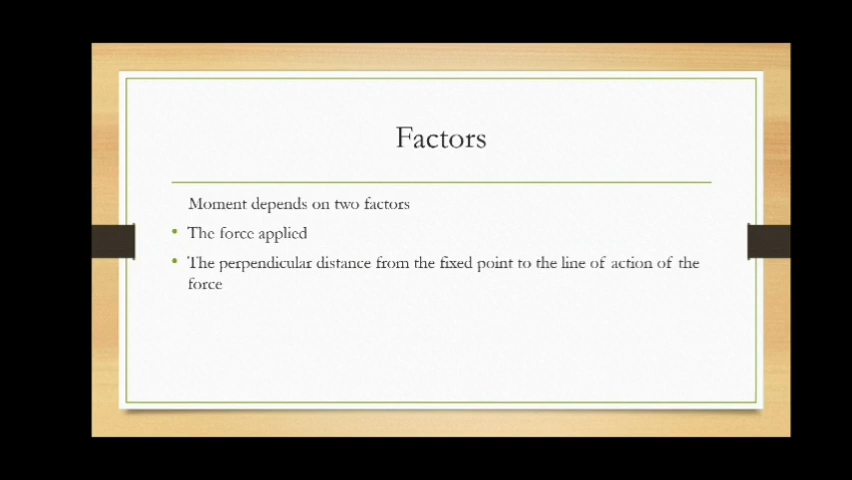 Factors
Moment depends on two factors
• The force applied
• The perpendicular distance from the fixed point to the line of action of the
force